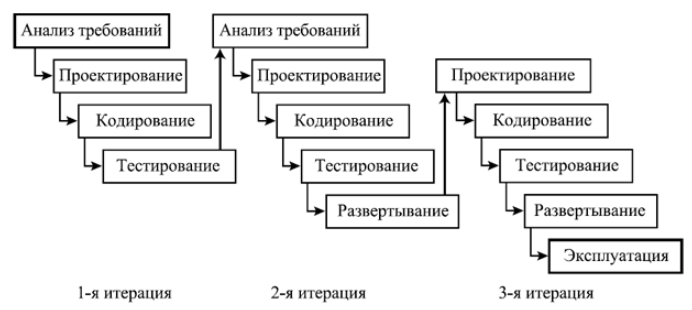 Анализ требований
Проектирование
Кодирование
Тестирование
Анализ требований
Проектирование
Кодирование
Тестирование
Развертывание
Проектирование
Кодирование
Тестирование
Развертывание
Эксплуатация
1-я итерация
2-я итерация
3-я итерация